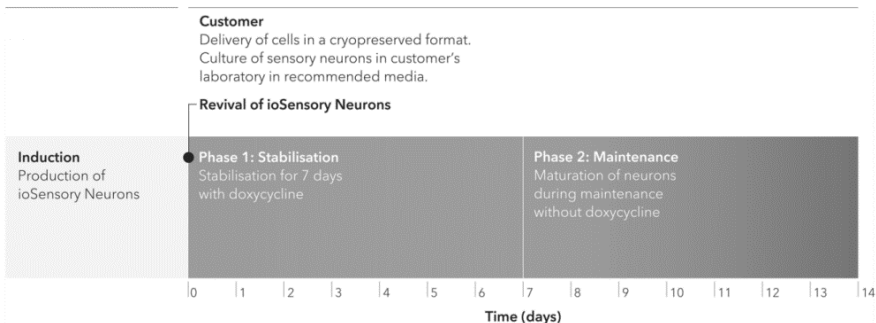 Customer
Delivery of cells in a cryopreserved format.
Culture of sensory neurons in customer's
laboratory in recommended media.
Revival of ioSensory Neurons
Induction
Production of
ioSensory Neurons
Phase 1: Stabilisation
Stabilisation for 7 days
with doxycycline
Phase 2: Maintenance
Maturation of neurons
during maintenance
without doxycycline
0 1 2 3 4 5 6 7 8 9 10 11 12 13 14
Time (days)